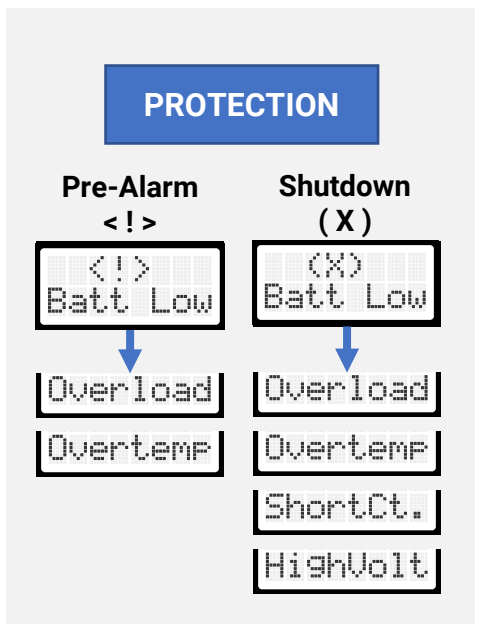 PROTECTION
Pre-Alarm
<!>
<!>
Batt Low
Overload
Overtemp
Shutdown
(X)
(X)
Batt Low
Overload
Overtemp
ShortCt.
HighVolt